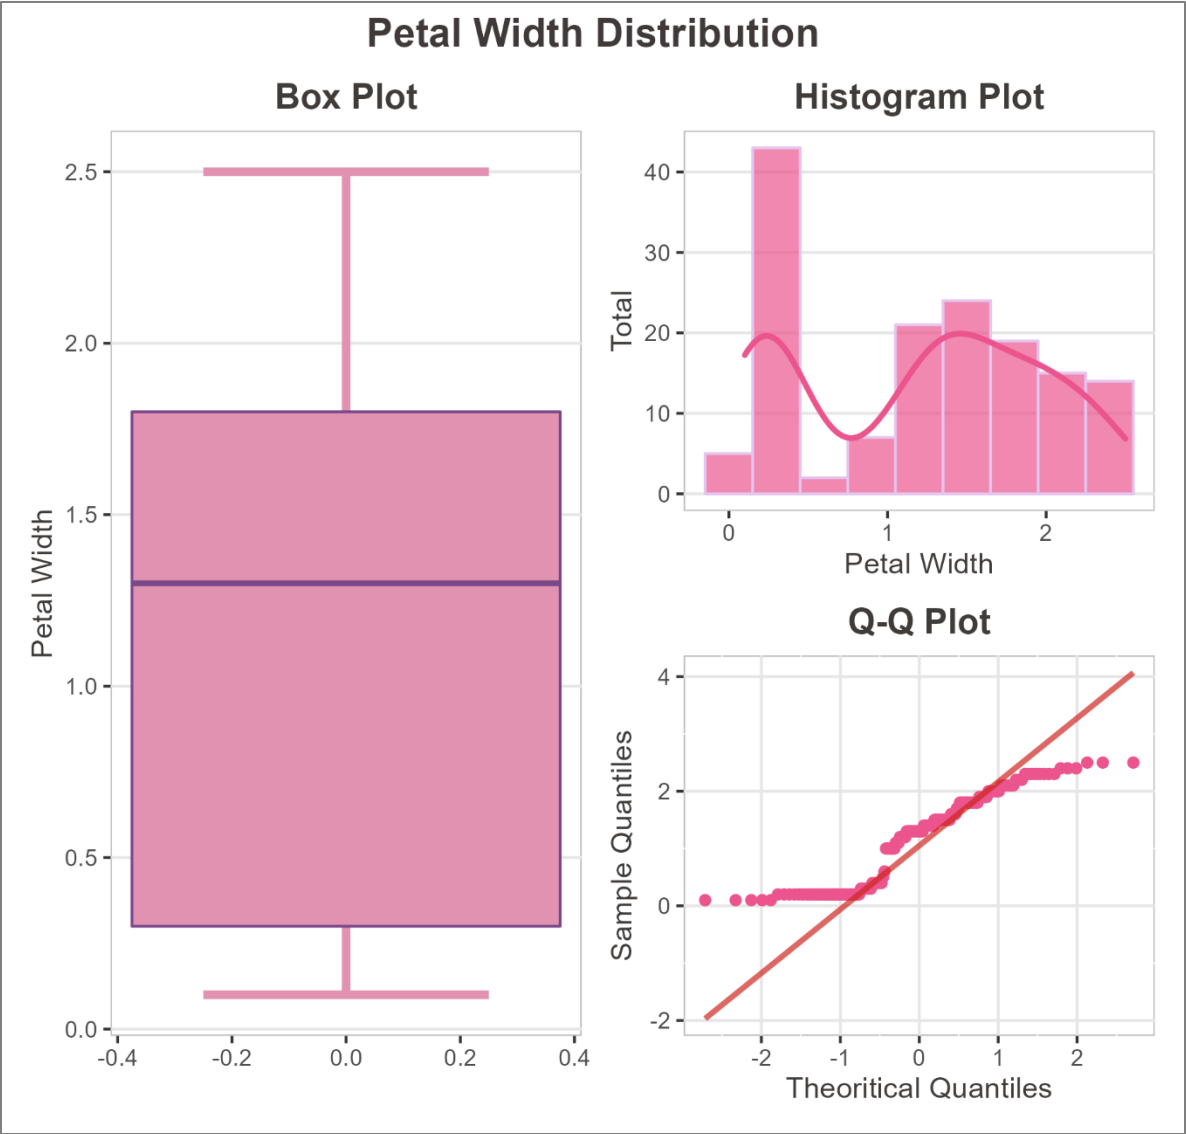 Petal Width Distribution
Box Plot
Petal Width
2.5
2.0
1.5
1.0
0.5
0.0
-0.4 -0.2 0.0 0.2 0.4
Histogram Plot
Total
40
30
20
10
0
0 1 2
Petal Width
Q-Q Plot
Sample Quantiles
4
2
0
-2
-2 -1 0 1 2
Theoritical Quantiles